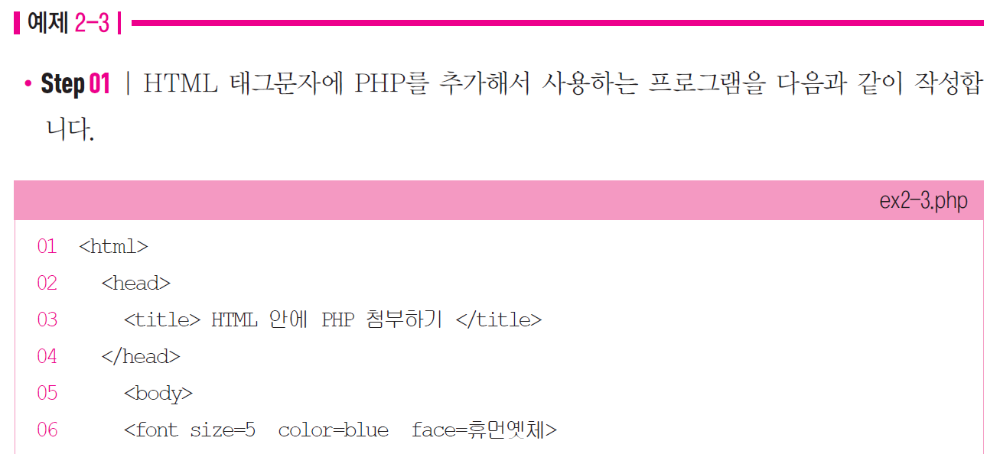 예제 2-3
• Step 01 | HTML 태그문자에 PHP를 추가해서 사용하는 프로그램을 다음과 같이 작성합
니다.
ex2-3.php
01 <html>
02 <head>
03 <title> HTML 안에 PHP 첨부하기 </title>
04 </head>
05 <body>
06 <font size=5 color=blue face=휴먼옛체>